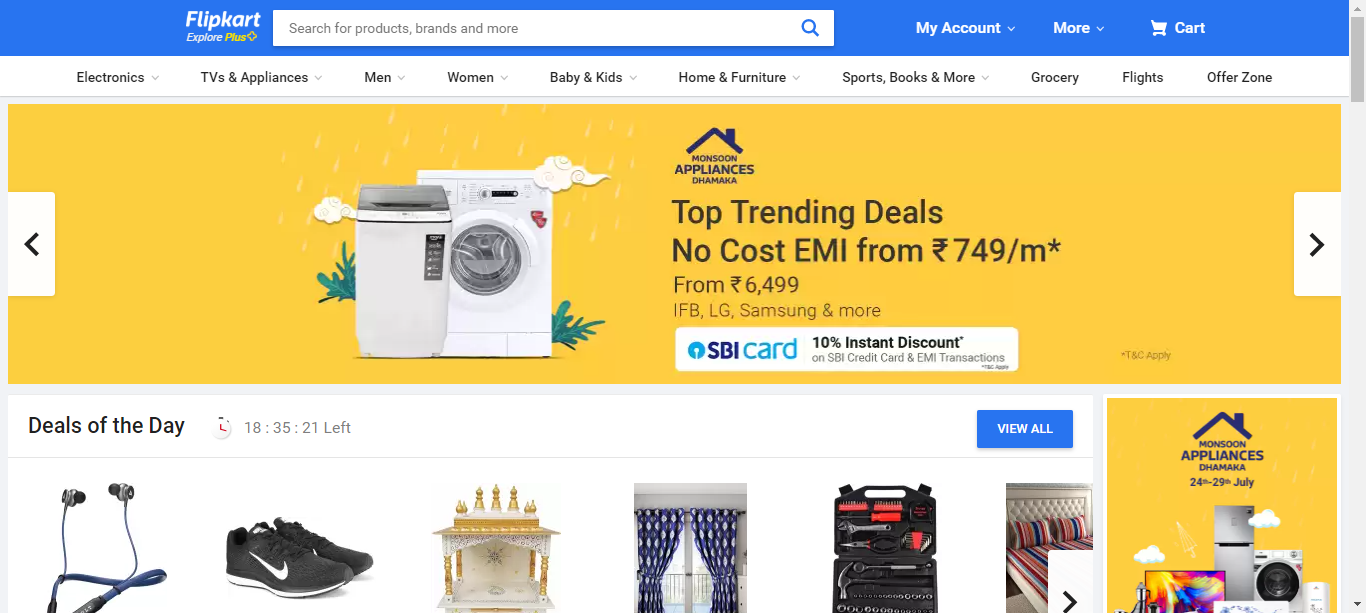 Flipkart
Explore Plus
Search for products, brands and more
My Account
More
Cart
Electronics
TVs & Appliances
Men
Women
Baby & Kids
Home & Furniture
Sports, Books & More
Grocery
Flights
Offer Zone
MONSOON
APPLIANCES
DHAMAKA
Top Trending Deals
No Cost EMI from ₹749/m*
From ₹6,499
IFB, LG, Samsung & more
SBI card
10% Instant Discount*
on SBI Credit Card & EMI Transactions
*T&C Apply
*T&C Apply
Deals of the Day
18 : 35 : 21 Left
VIEW ALL
MONSOON
APPLIANCES
DHAMAKA
24th-29th July